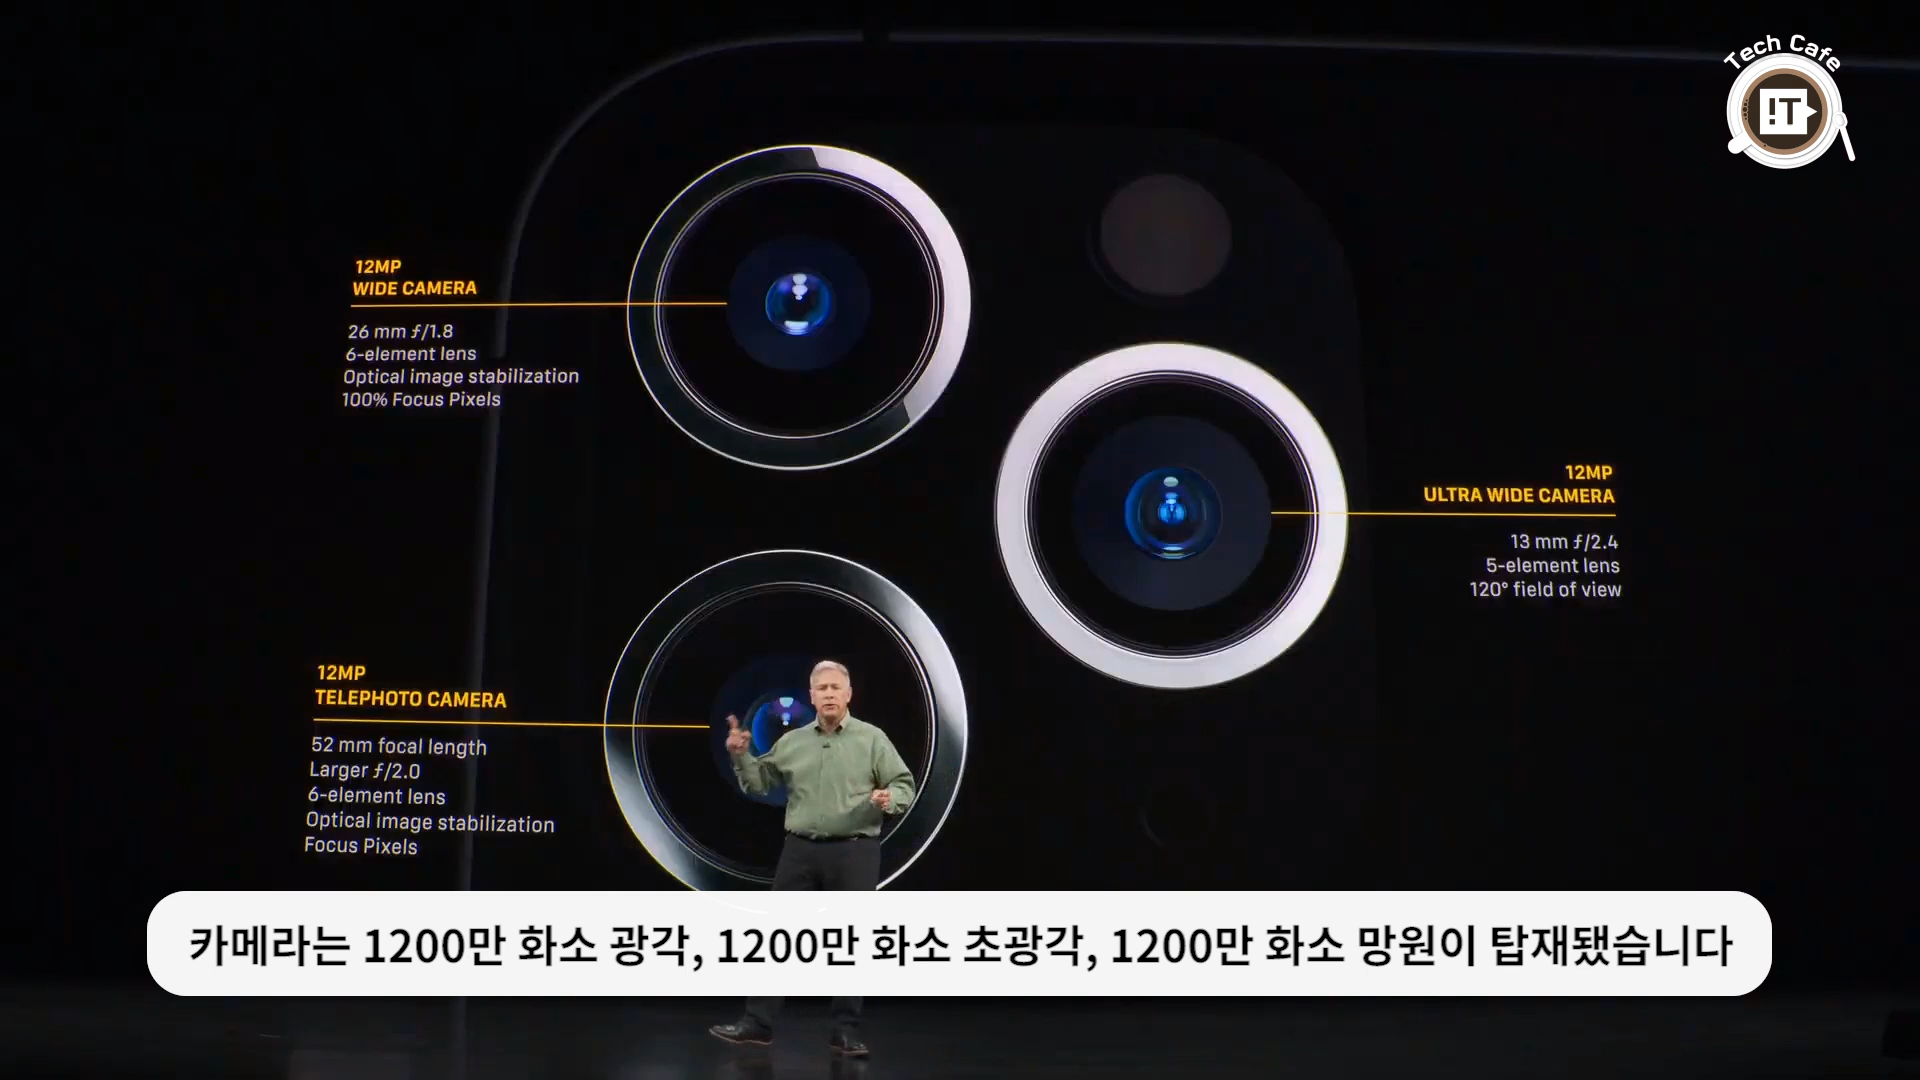 Tech Cafe
!T
12MP
WIDE CAMERA
26 mm ƒ/1.8
6-element lens
Optical image stabilization
100% Focus Pixels
12MP
ULTRA WIDE CAMERA
13 mm ƒ/2.4
5-element lens
120° field of view
12MP
TELEPHOTO CAMERA
52 mm focal length
Larger ƒ/2.0
6-element lens
Optical image stabilization
Focus Pixels
카메라는 1200만 화소 광각, 1200만 화소 초광각, 1200만 화소 망원이 탑재됐습니다